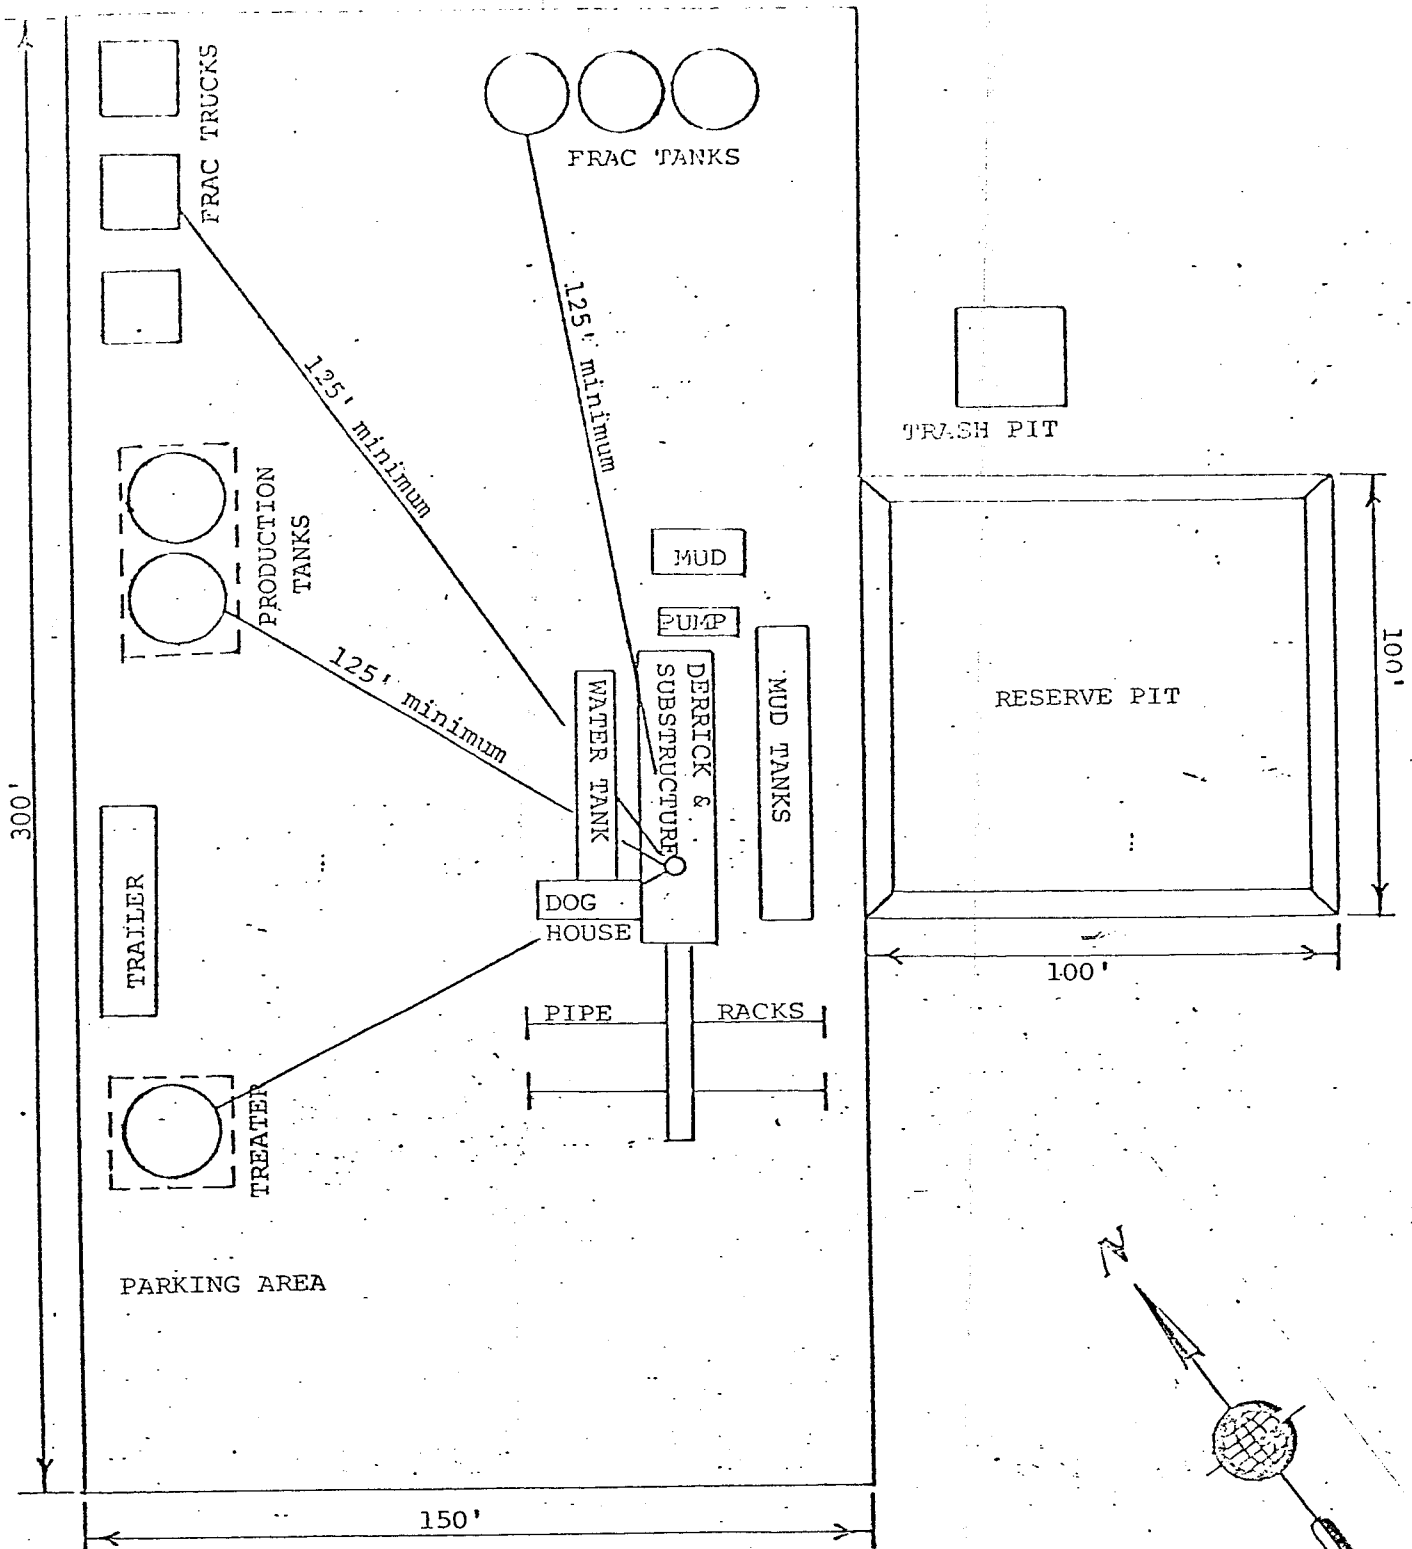 FRAC TRUCKS
FRAC TANKS
125' minimum
125' minimum
TRASH PIT
PRODUCTION
TANKS
MUD
PUMP
125' minimum
WATER TANK
DERRICK &
SUBSTRUCTURE
MUD TANKS
RESERVE PIT
100'
300'
TRAILER
DOG
HOUSE
100'
PIPE RACKS
TREATER
N
PARKING AREA
150'